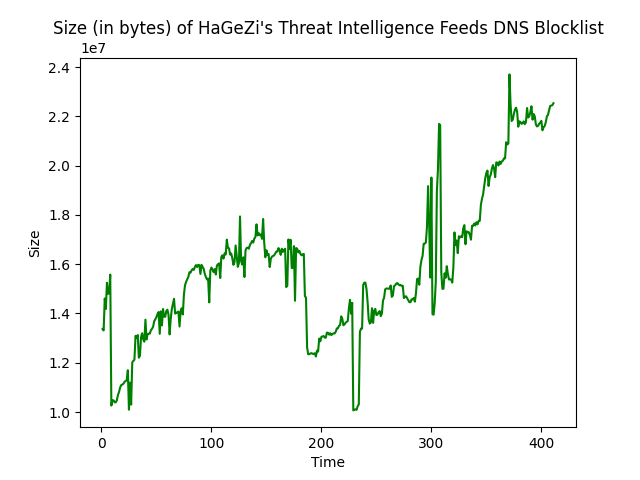 Size (in bytes) of HaGeZi's Threat Intelligence Feeds DNS Blocklist
1e7
2.4
2.2
2.0
1.8
1.6
1.4
1.2
1.0
Size
0 100 200 300 400
Time